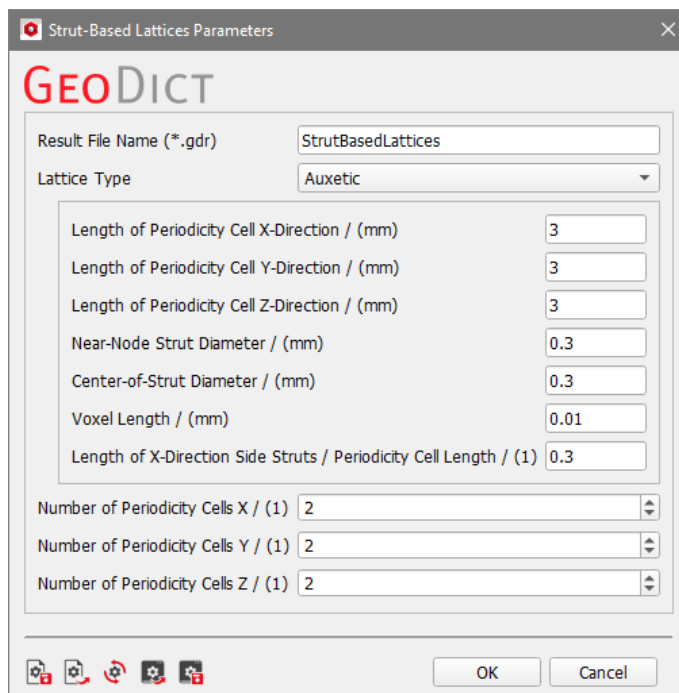 Strut-Based Lattices Parameters
GEODICT
Result File Name (*.gdr) StrutBasedLattices
Lattice Type Auxetic
Length of Periodicity Cell X-Direction / (mm) 3
Length of Periodicity Cell Y-Direction / (mm) 3
Length of Periodicity Cell Z-Direction / (mm) 3
Near-Node Strut Diameter / (mm) 0.3
Center-of-Strut Diameter / (mm) 0.3
Voxel Length / (mm) 0.01
Length of X-Direction Side Struts / Periodicity Cell Length / (1) 0.3
Number of Periodicity Cells X / (1) 2
Number of Periodicity Cells Y / (1) 2
Number of Periodicity Cells Z / (1) 2
OK Cancel